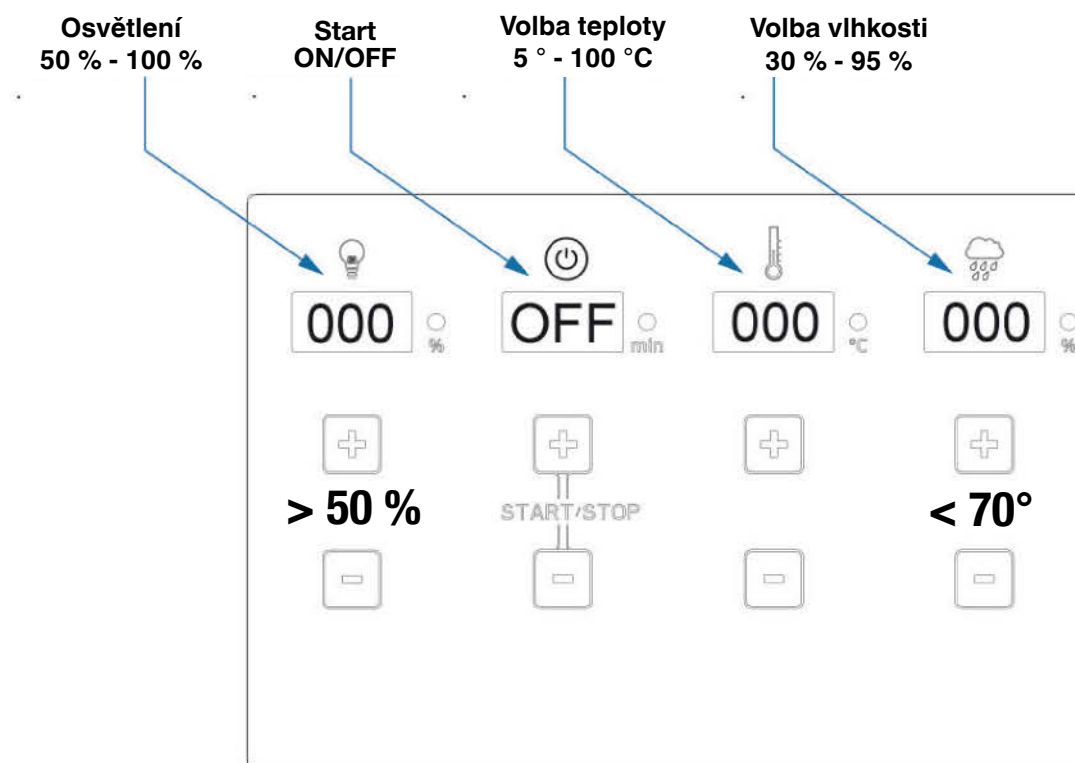 Osvětlení
50 % - 100 %
Start
ON/OFF
Volba teploty
5 ° - 100 °C
Volba vlhkosti
30 % - 95 %
000 %
OFF min
000 °C
000 %
> 50 %
START/STOP
< 70°